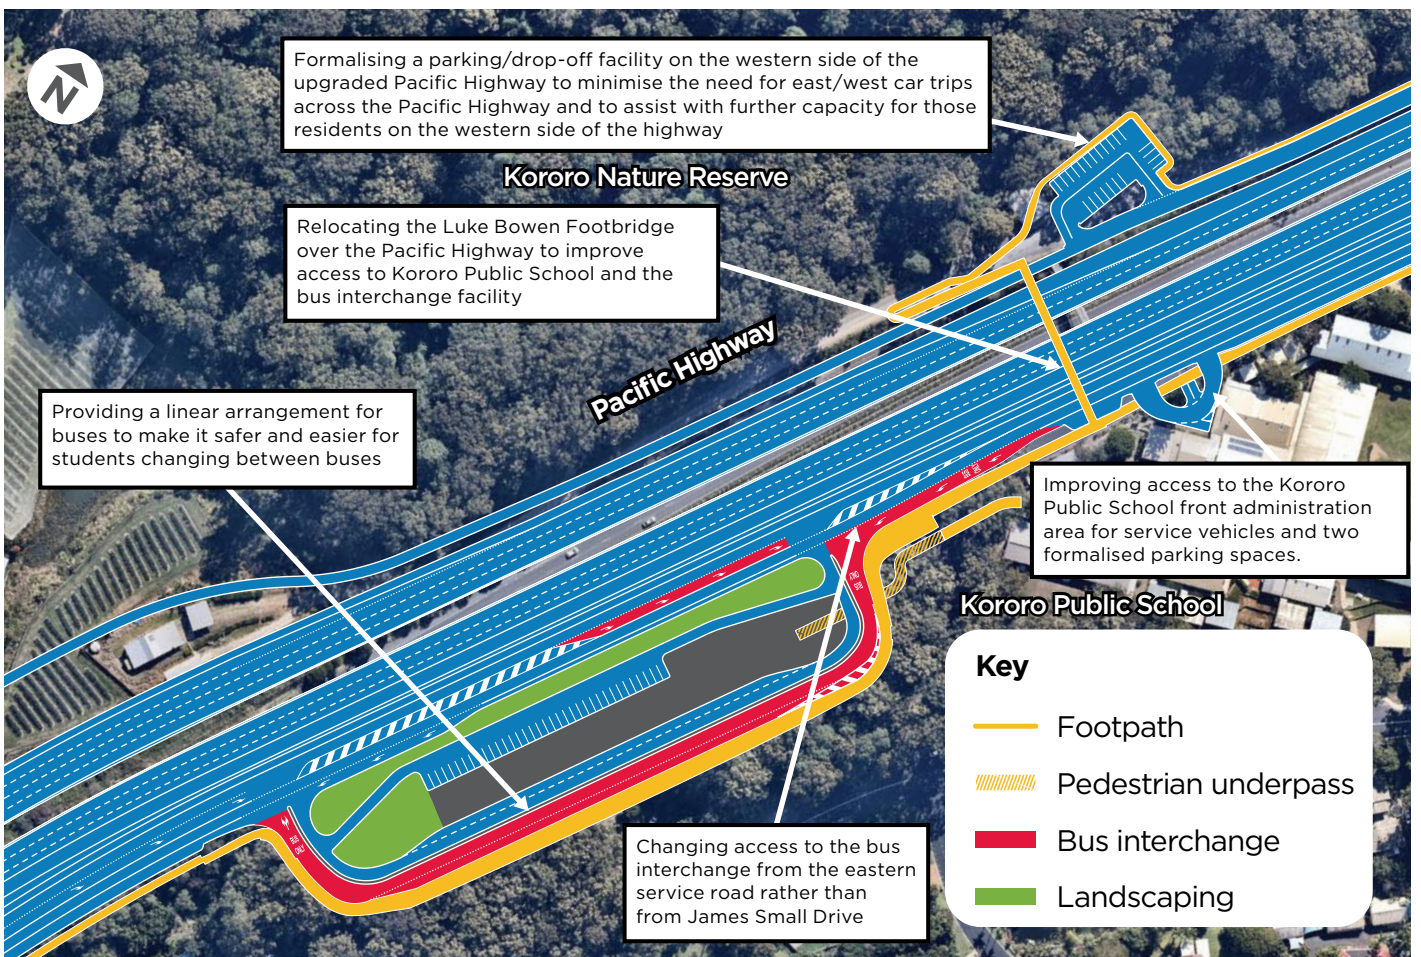 N
Formalising a parking/drop-off facility on the western side of the
upgraded Pacific Highway to minimise the need for east/west car trips
across the Pacific Highway and to assist with further capacity for those
residents on the western side of the highway
Kororo Nature Reserve
Relocating the Luke Bowen Footbridge
over the Pacific Highway to improve
access to Kororo Public School and the
bus interchange facility
Pacific Highway
Providing a linear arrangement for
buses to make it safer and easier for
students changing between buses
Improving access to the Kororo
Public School front administration
area for service vehicles and two
formalised parking spaces.
BUS
ONLY
BUS
ONLY
BUS
ONLY
Kororo Public School
Changing access to the bus
interchange from the eastern
service road rather than
from James Small Drive
Key
Footpath
Pedestrian underpass
Bus interchange
Landscaping